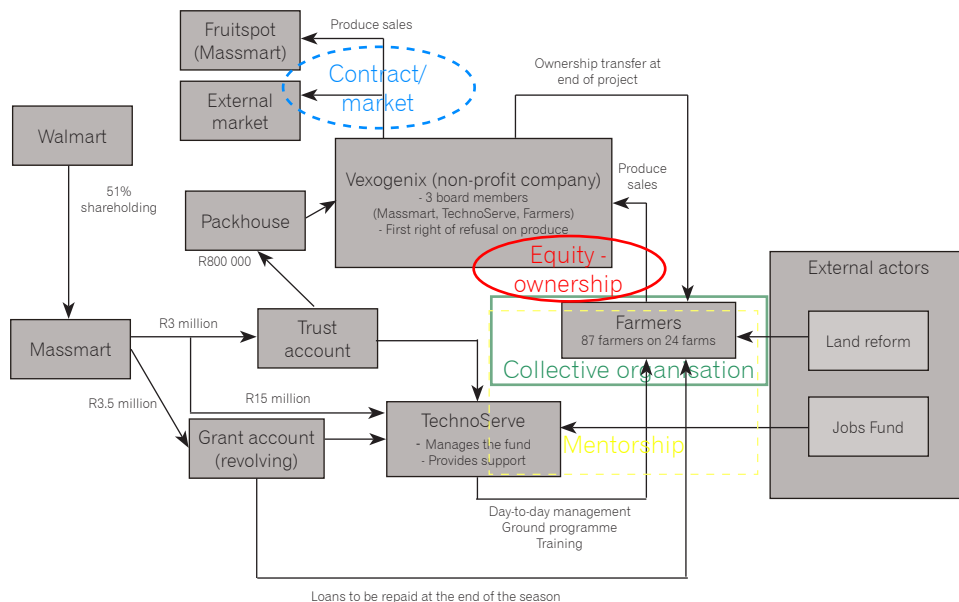 Fruitspot
(Massmart)
Produce sales
Contract/
market
External
market
Ownership transfer at
end of project
Walmart
51%
shareholding
Vexogenix (non-profit company)
- 3 board members
(Massmart, TechnoServe, Farmers)
- First right of refusal on produce
Produce
sales
Packhouse
R800 000
Equity -
ownership
External actors
Massmart
R3 million
Trust
account
Farmers
87 farmers on 24 farms
Land reform
Collective organisation
R3.5 million
R15 million
Grant account
(revolving)
TechnoServe
- Manages the fund
- Provides support
Mentorship
Jobs Fund
Day-to-day management
Ground programme
Training
Loans to be repaid at the end of the season